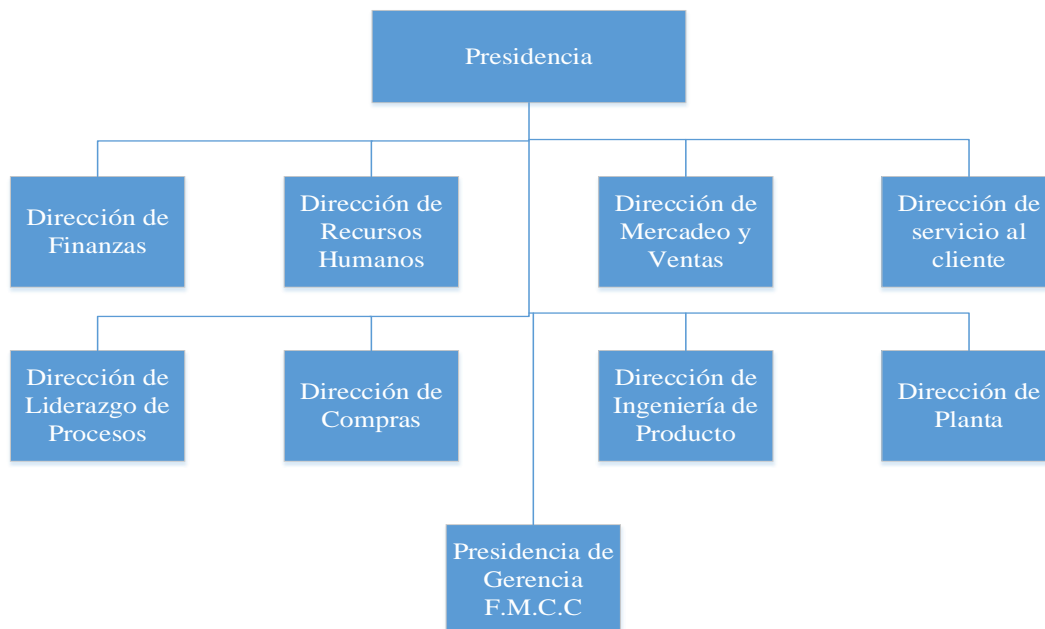 Presidencia
Dirección de
Finanzas
Dirección de
Recursos
Humanos
Dirección de
Mercadeo y
Ventas
Dirección de
servicio al
cliente
Dirección de
Liderazgo de
Procesos
Dirección de
Compras
Dirección de
Ingeniería de
Producto
Dirección de
Planta
Presidencia de
Gerencia
F.M.C.C